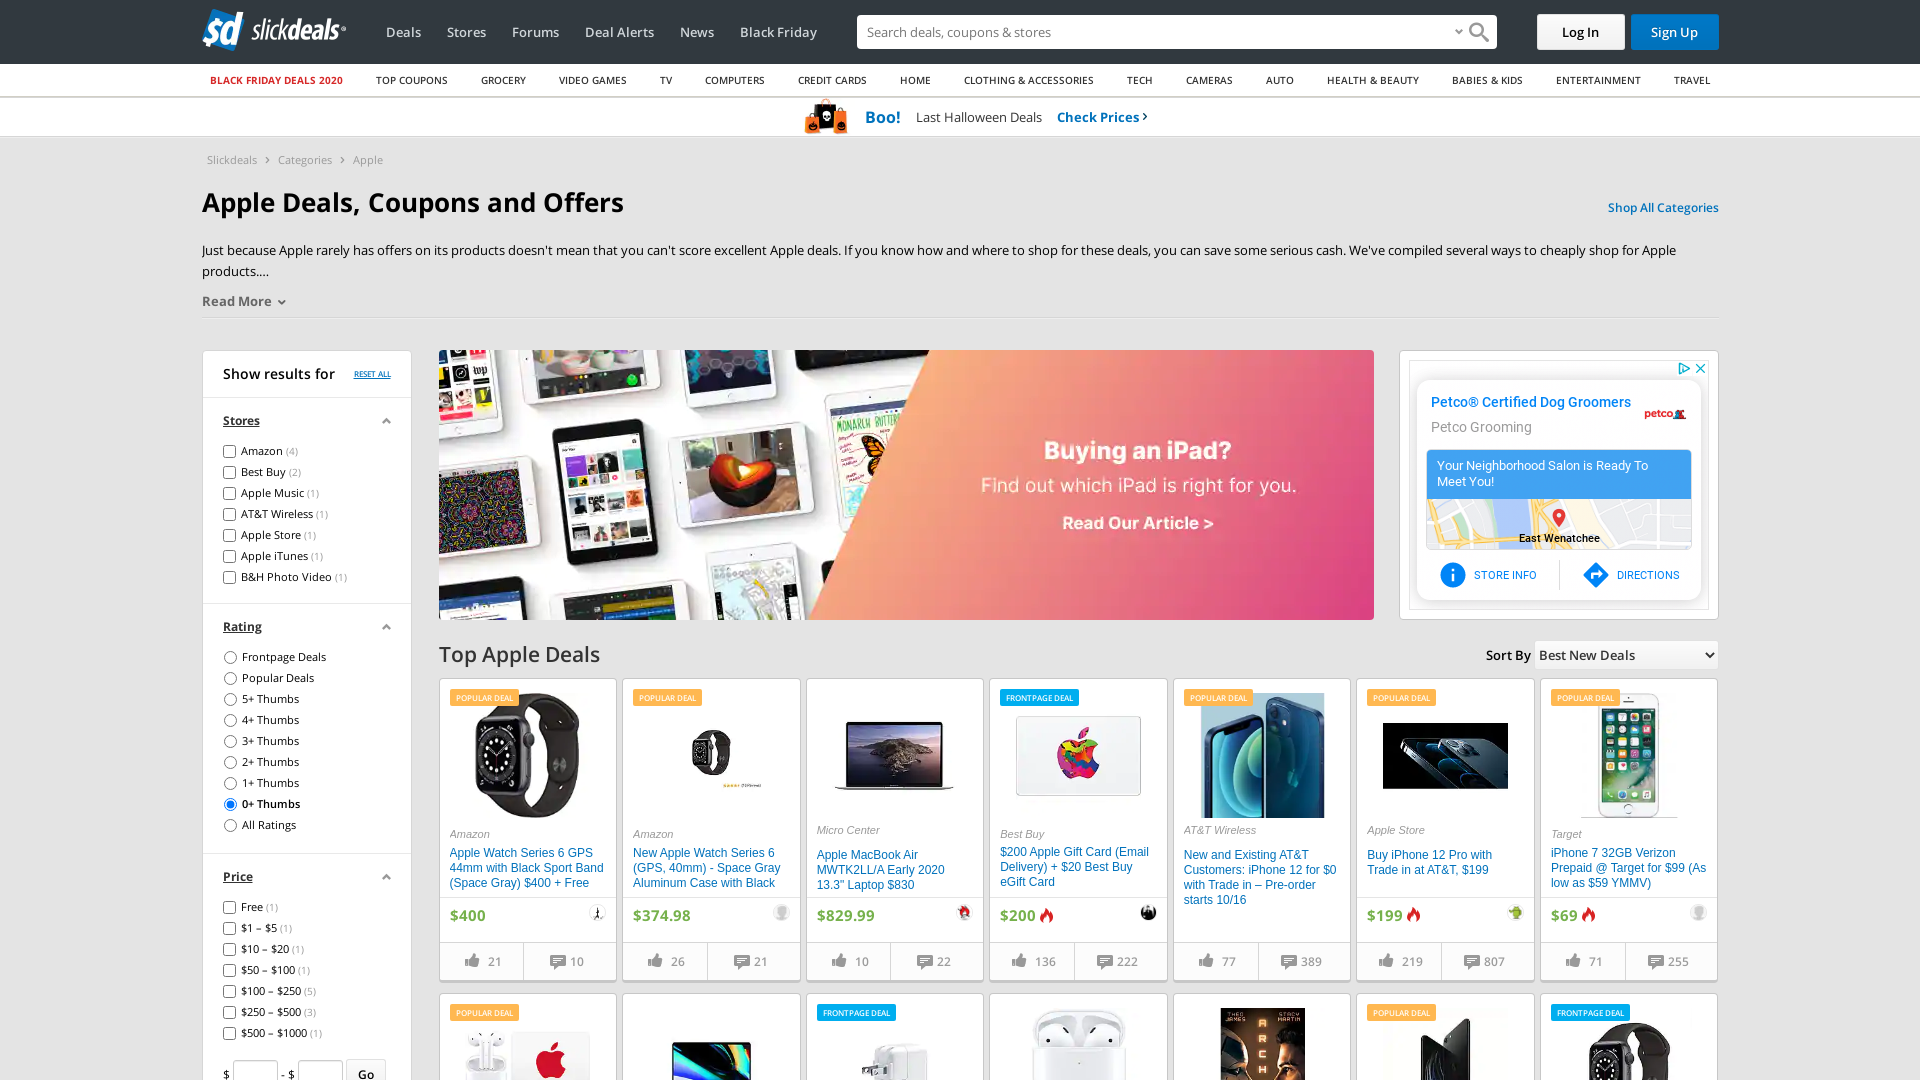 sd slickdeals
Deals
Stores
Forums
Deal Alerts
News
Black Friday
Search deals, coupons & shopping
Log In
Sign Up
BLACK FRIDAY DEALS 2020
TOP COUPONS
GROCERY
VIDEO GAMES
TV
COMPUTERS
CREDIT CARDS
HOME
CLOTHING & ACCESSORIES
TECH
CAMERAS
AUTO
HEALTH & BEAUTY
BABIES & KIDS
ENTERTAINMENT
TRAVEL
Boo! Last Halloween Deals Check Prices
Slickdeals > Categories > Apple
Apple Deals, Coupons and Offers
Shop All Categories
Just because Apple rarely has offers on its products doesn't mean that you can't score excellent Apple deals. If you know how and where to shop for these deals, you can save some serious cash. We've compiled several ways to cheaply shop for Apple
products....
Read More
Show results for
RESET ALL
Stores
Amazon (4)
Best Buy (2)
Apple Music (1)
AT&T Wireless (1)
Apple Store (1)
Apple iTunes (1)
B&H Photo Video (1)
Rating
Frontpage Deals
Popular Deals
5+ Thumbs
4+ Thumbs
3+ Thumbs
2+ Thumbs
1+ Thumbs
0+ Thumbs
All Ratings
Price
Free (1)
$1 – $5 (1)
$10 – $20 (1)
$50 – $100 (1)
$100 – $250 (5)
$250 – $500 (3)
$500 – $1000 (1)
$ - $ Go
MONARCH BUTTERFLY
Buying an iPad?
Find out which iPad is right for you.
Read Our Article >
Petco® Certified Dog Groomers
petco
Petco Grooming
Your Neighborhood Salon is Ready To
Meet You!
East Wenatchee
STORE INFO
DIRECTIONS
Top Apple Deals
Sort By Best New Deals
POPULAR DEAL
Amazon
Apple Watch Series 6 GPS
44mm with Black Sport Band
(Space Gray) $400 + Free
$400
21
10
POPULAR DEAL
Amazon
New Apple Watch Series 6
(GPS, 40mm) - Space Gray
Aluminum Case with Black
$374.98
26
21
Micro Center
Apple MacBook Air
MWTK2LL/A Early 2020
13.3" Laptop $830
$829.99
10
22
FRONTPAGE DEAL
Best Buy
$200 Apple Gift Card (Email
Delivery) + $20 Best Buy
eGift Card
$200
136
222
POPULAR DEAL
AT&T Wireless
New and Existing AT&T
Customers: iPhone 12 for $0
with Trade in – Pre-order
starts 10/16
77
389
POPULAR DEAL
Apple Store
Buy iPhone 12 Pro with
Trade in at AT&T, $199
$199
219
807
POPULAR DEAL
Target
iPhone 7 32GB Verizon
Prepaid @ Target for $99 (As
low as $59 YMMV)
$69
71
255
POPULAR DEAL
FRONTPAGE DEAL
THEO JAMES
STACY MARTIN
ARCH
POPULAR DEAL
FRONTPAGE DEAL